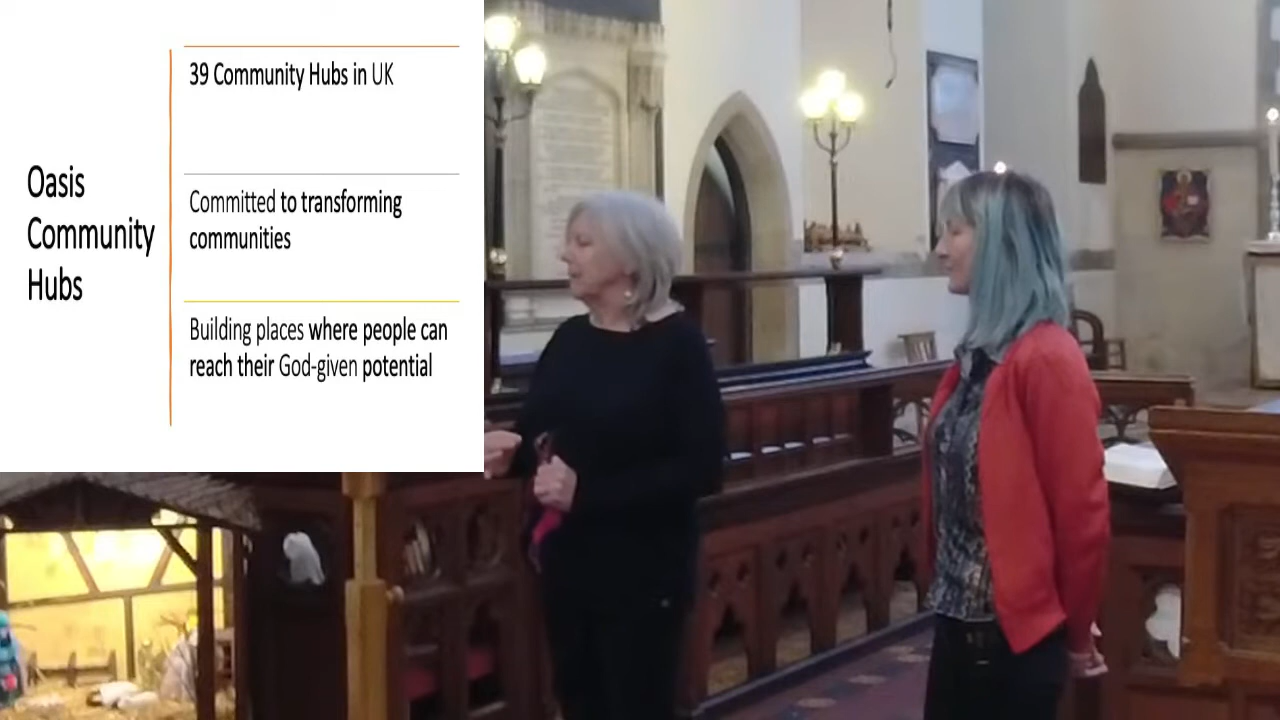 Oasis
Community
Hubs
39 Community Hubs in UK
Committed to transforming
communities
Building places where people can
reach their God-given potential